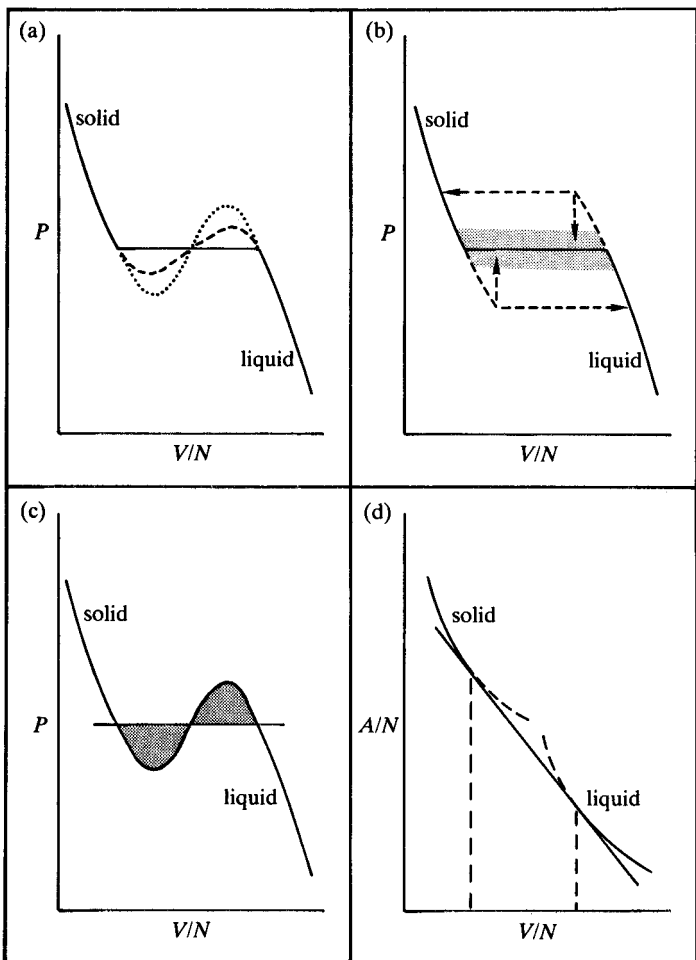 (a)
solid
P
liquid
V/N
(b)
solid
P
liquid
V/N
(c)
solid
P
liquid
V/N
(d)
solid
A/N
liquid
V/N